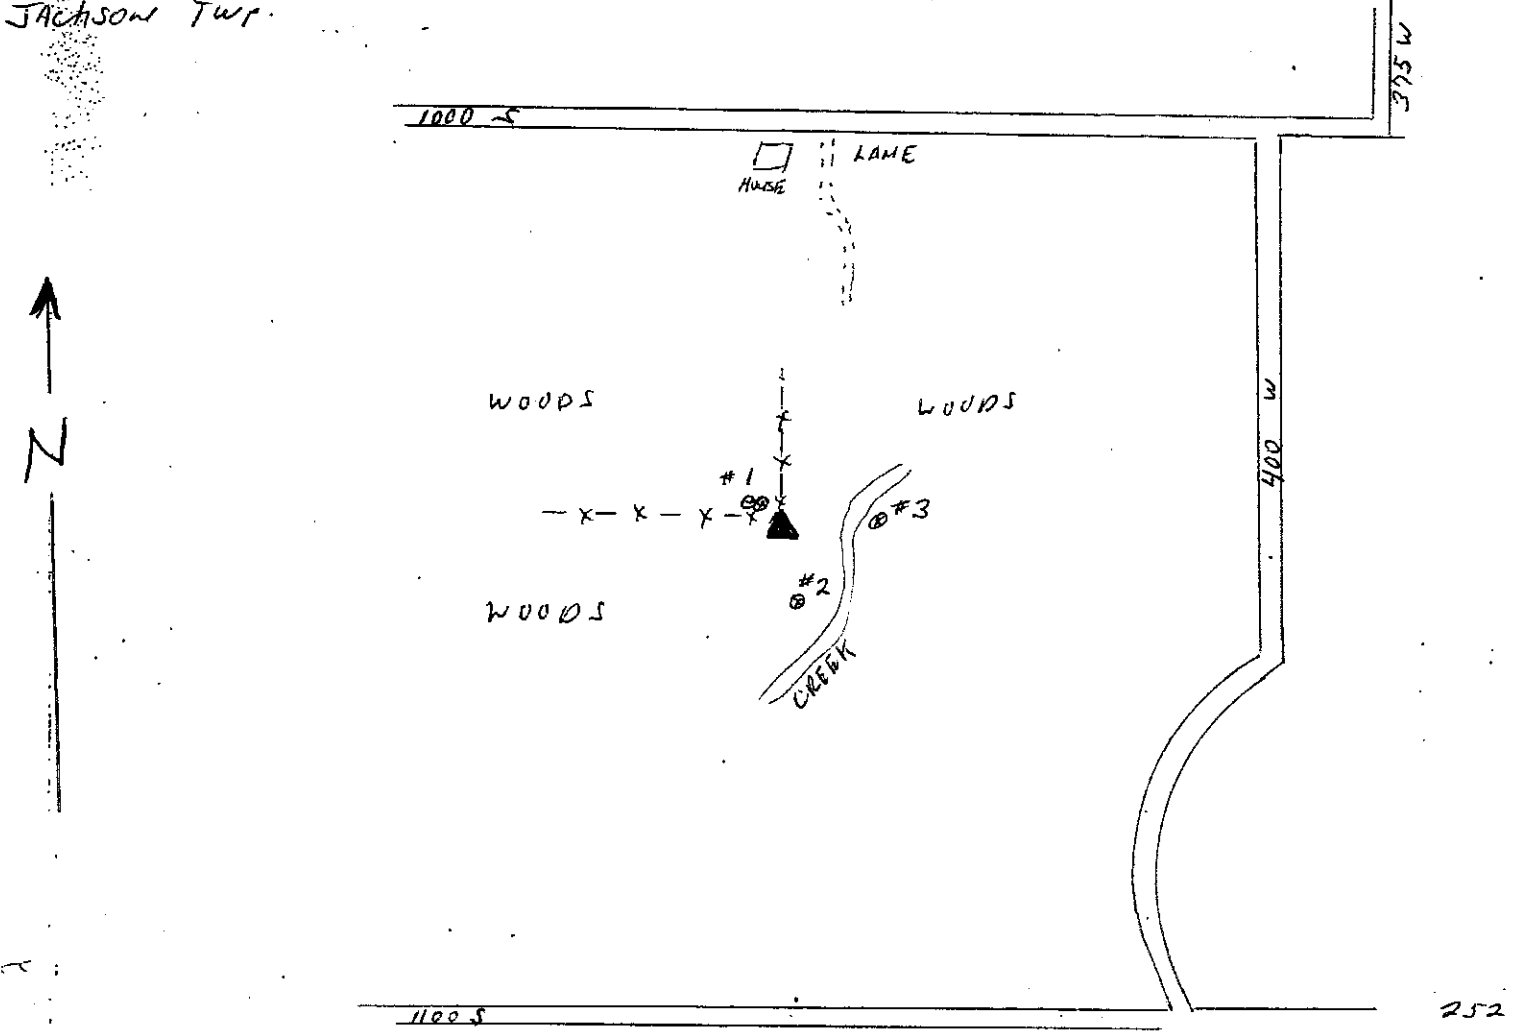 JACKSON TWP.
375 W
1000 S
LANE
HOUSE
N
WOODS
WOODS
400 W
#1
#3
#2
WOODS
CREEK
1100 S
252